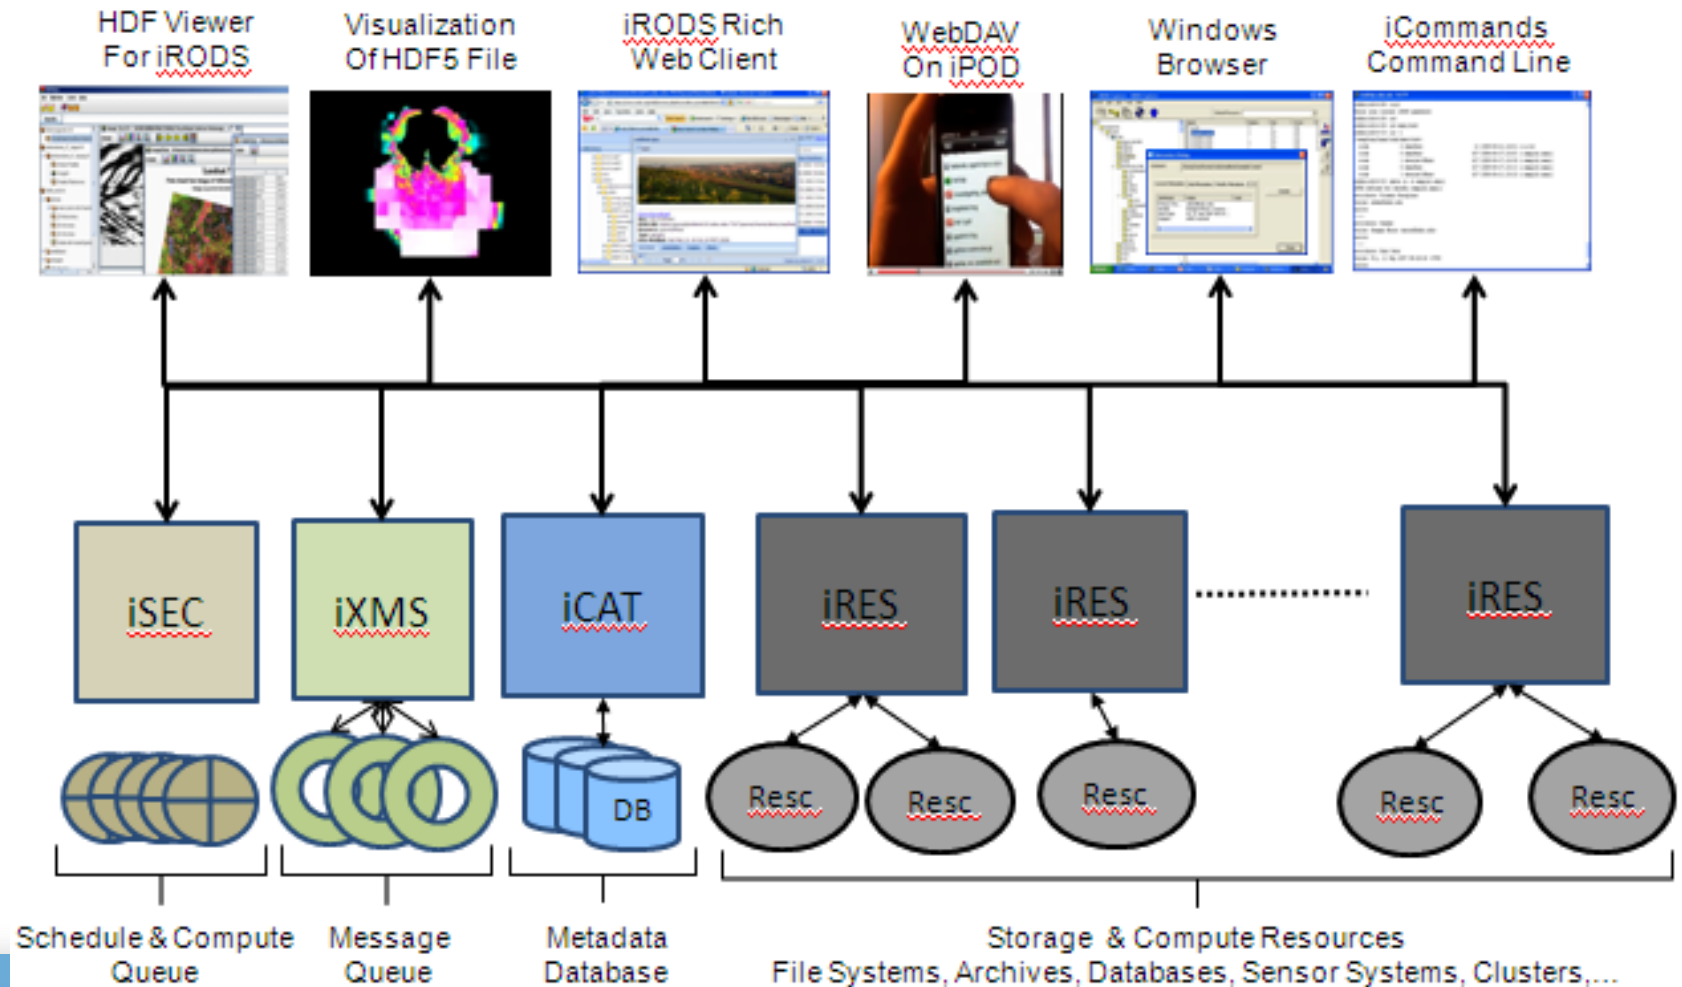 HDF Viewer
For iRODS
Visualization
Of HDF5 File
iRODS Rich
Web Client
WebDAV
On iPOD
Windows
Browser
iCommands
Command Line
iSEC
iXMS
iCAT
iRES
iRES
iRES
DB
Resc
Resc
Resc
Resc
Resc
Schedule & Compute
Queue
Message
Queue
Metadata
Database
Storage & Compute Resources
File Systems, Archives, Databases, Sensor Systems, Clusters,...